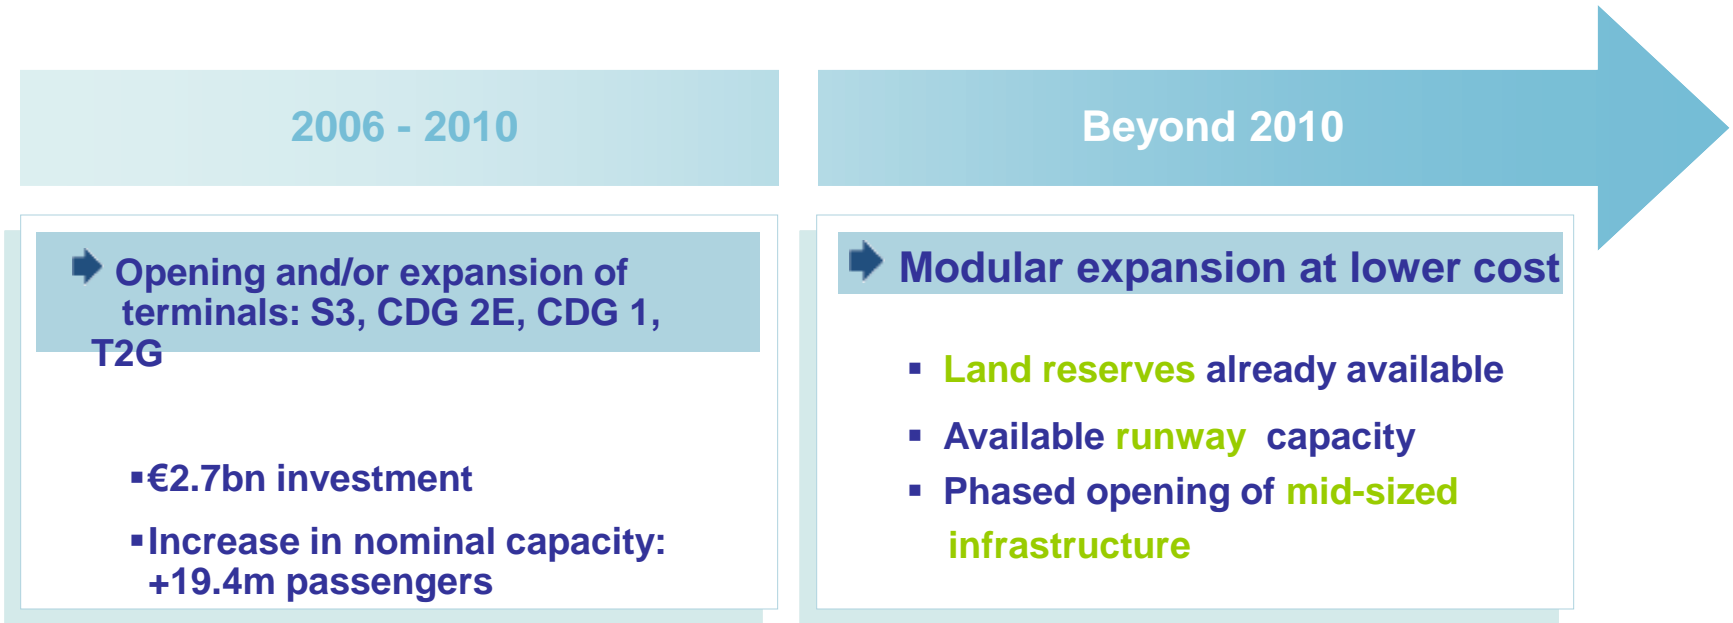 2006 - 2010
Beyond 2010
Opening and/or expansion of
terminals: S3, CDG 2E, CDG 1,
T2G
▪€2.7bn investment
▪Increase in nominal capacity:
+19.4m passengers
Modular expansion at lower cost
▪ Land reserves already available
▪ Available runway capacity
▪ Phased opening of mid-sized
infrastructure